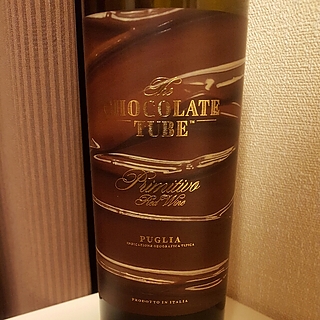 The
CHOCOLATE
TUBE™
Primitivo
Red Wine
PUGLIA
INDICAZIONE GEOGRAFICA TIPICA
PRODOTTO IN ITALIA